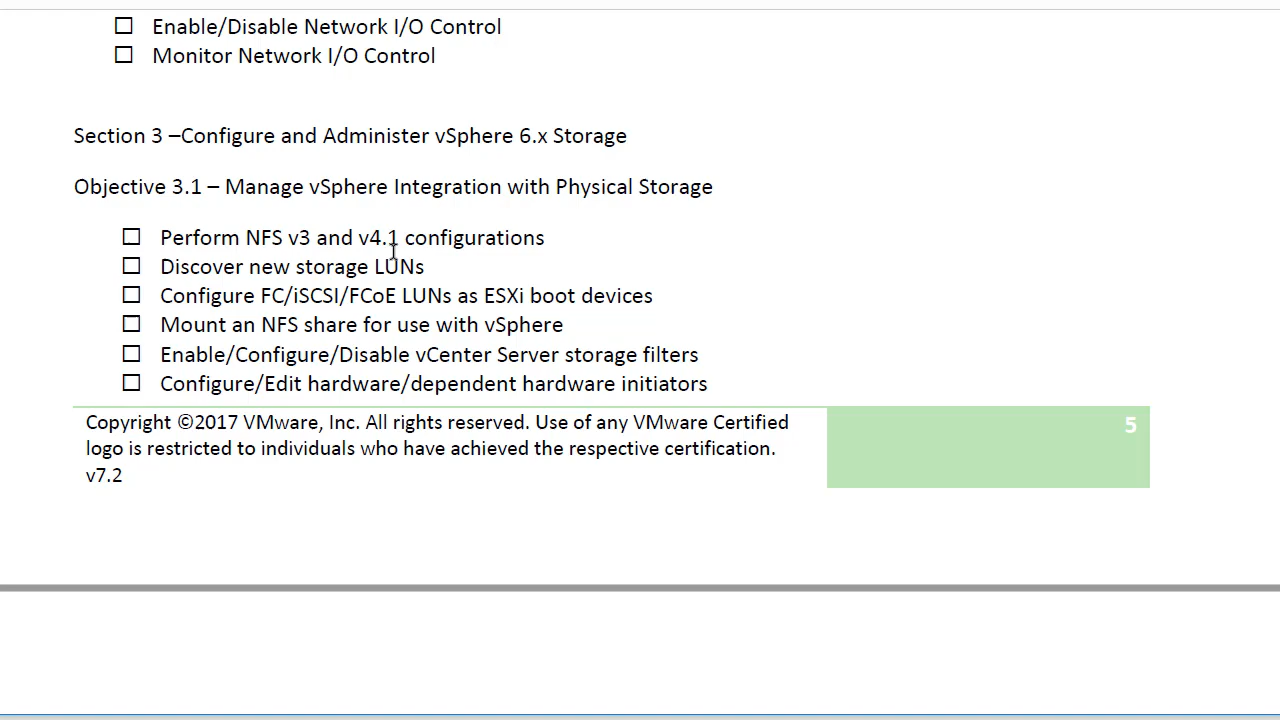 Enable/Disable Network I/O Control
Monitor Network I/O Control
Section 3 –Configure and Administer vSphere 6.x Storage
Objective 3.1 – Manage vSphere Integration with Physical Storage
Perform NFS v3 and v4.1 configurations
Discover new storage LUNs
Configure FC/iSCSI/FCoE LUNs as ESXi boot devices
Mount an NFS share for use with vSphere
Enable/Configure/Disable vCenter Server storage filters
Configure/Edit hardware/dependent hardware initiators
Copyright ©2017 VMware, Inc. All rights reserved. Use of any VMware Certified
logo is restricted to individuals who have achieved the respective certification.
v7.2
5